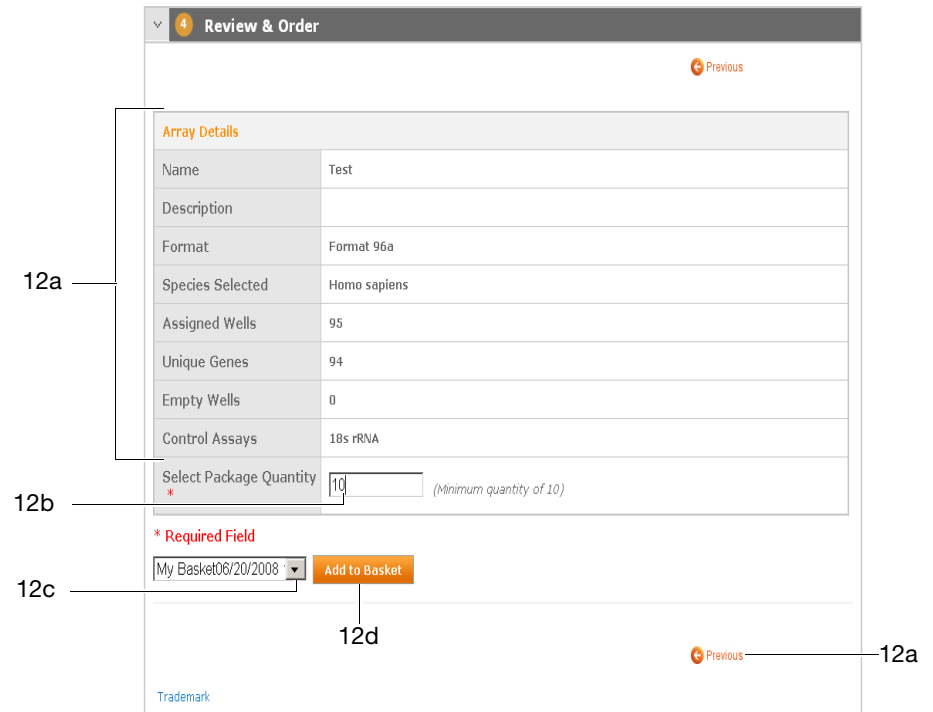 4 Review & Order
Previous
Array Details
Name Test
Description
Format Format 96a
12a
Species Selected Homo sapiens
Assigned Wells 95
Unique Genes 94
Empty Wells 0
Control Assays 18s rRNA
Select Package Quantity
* 10 (Minimum quantity of 10)
12b
* Required Field
My Basket06/20/2008 Add to Basket
12c
12d
Previous 12a
Trademark